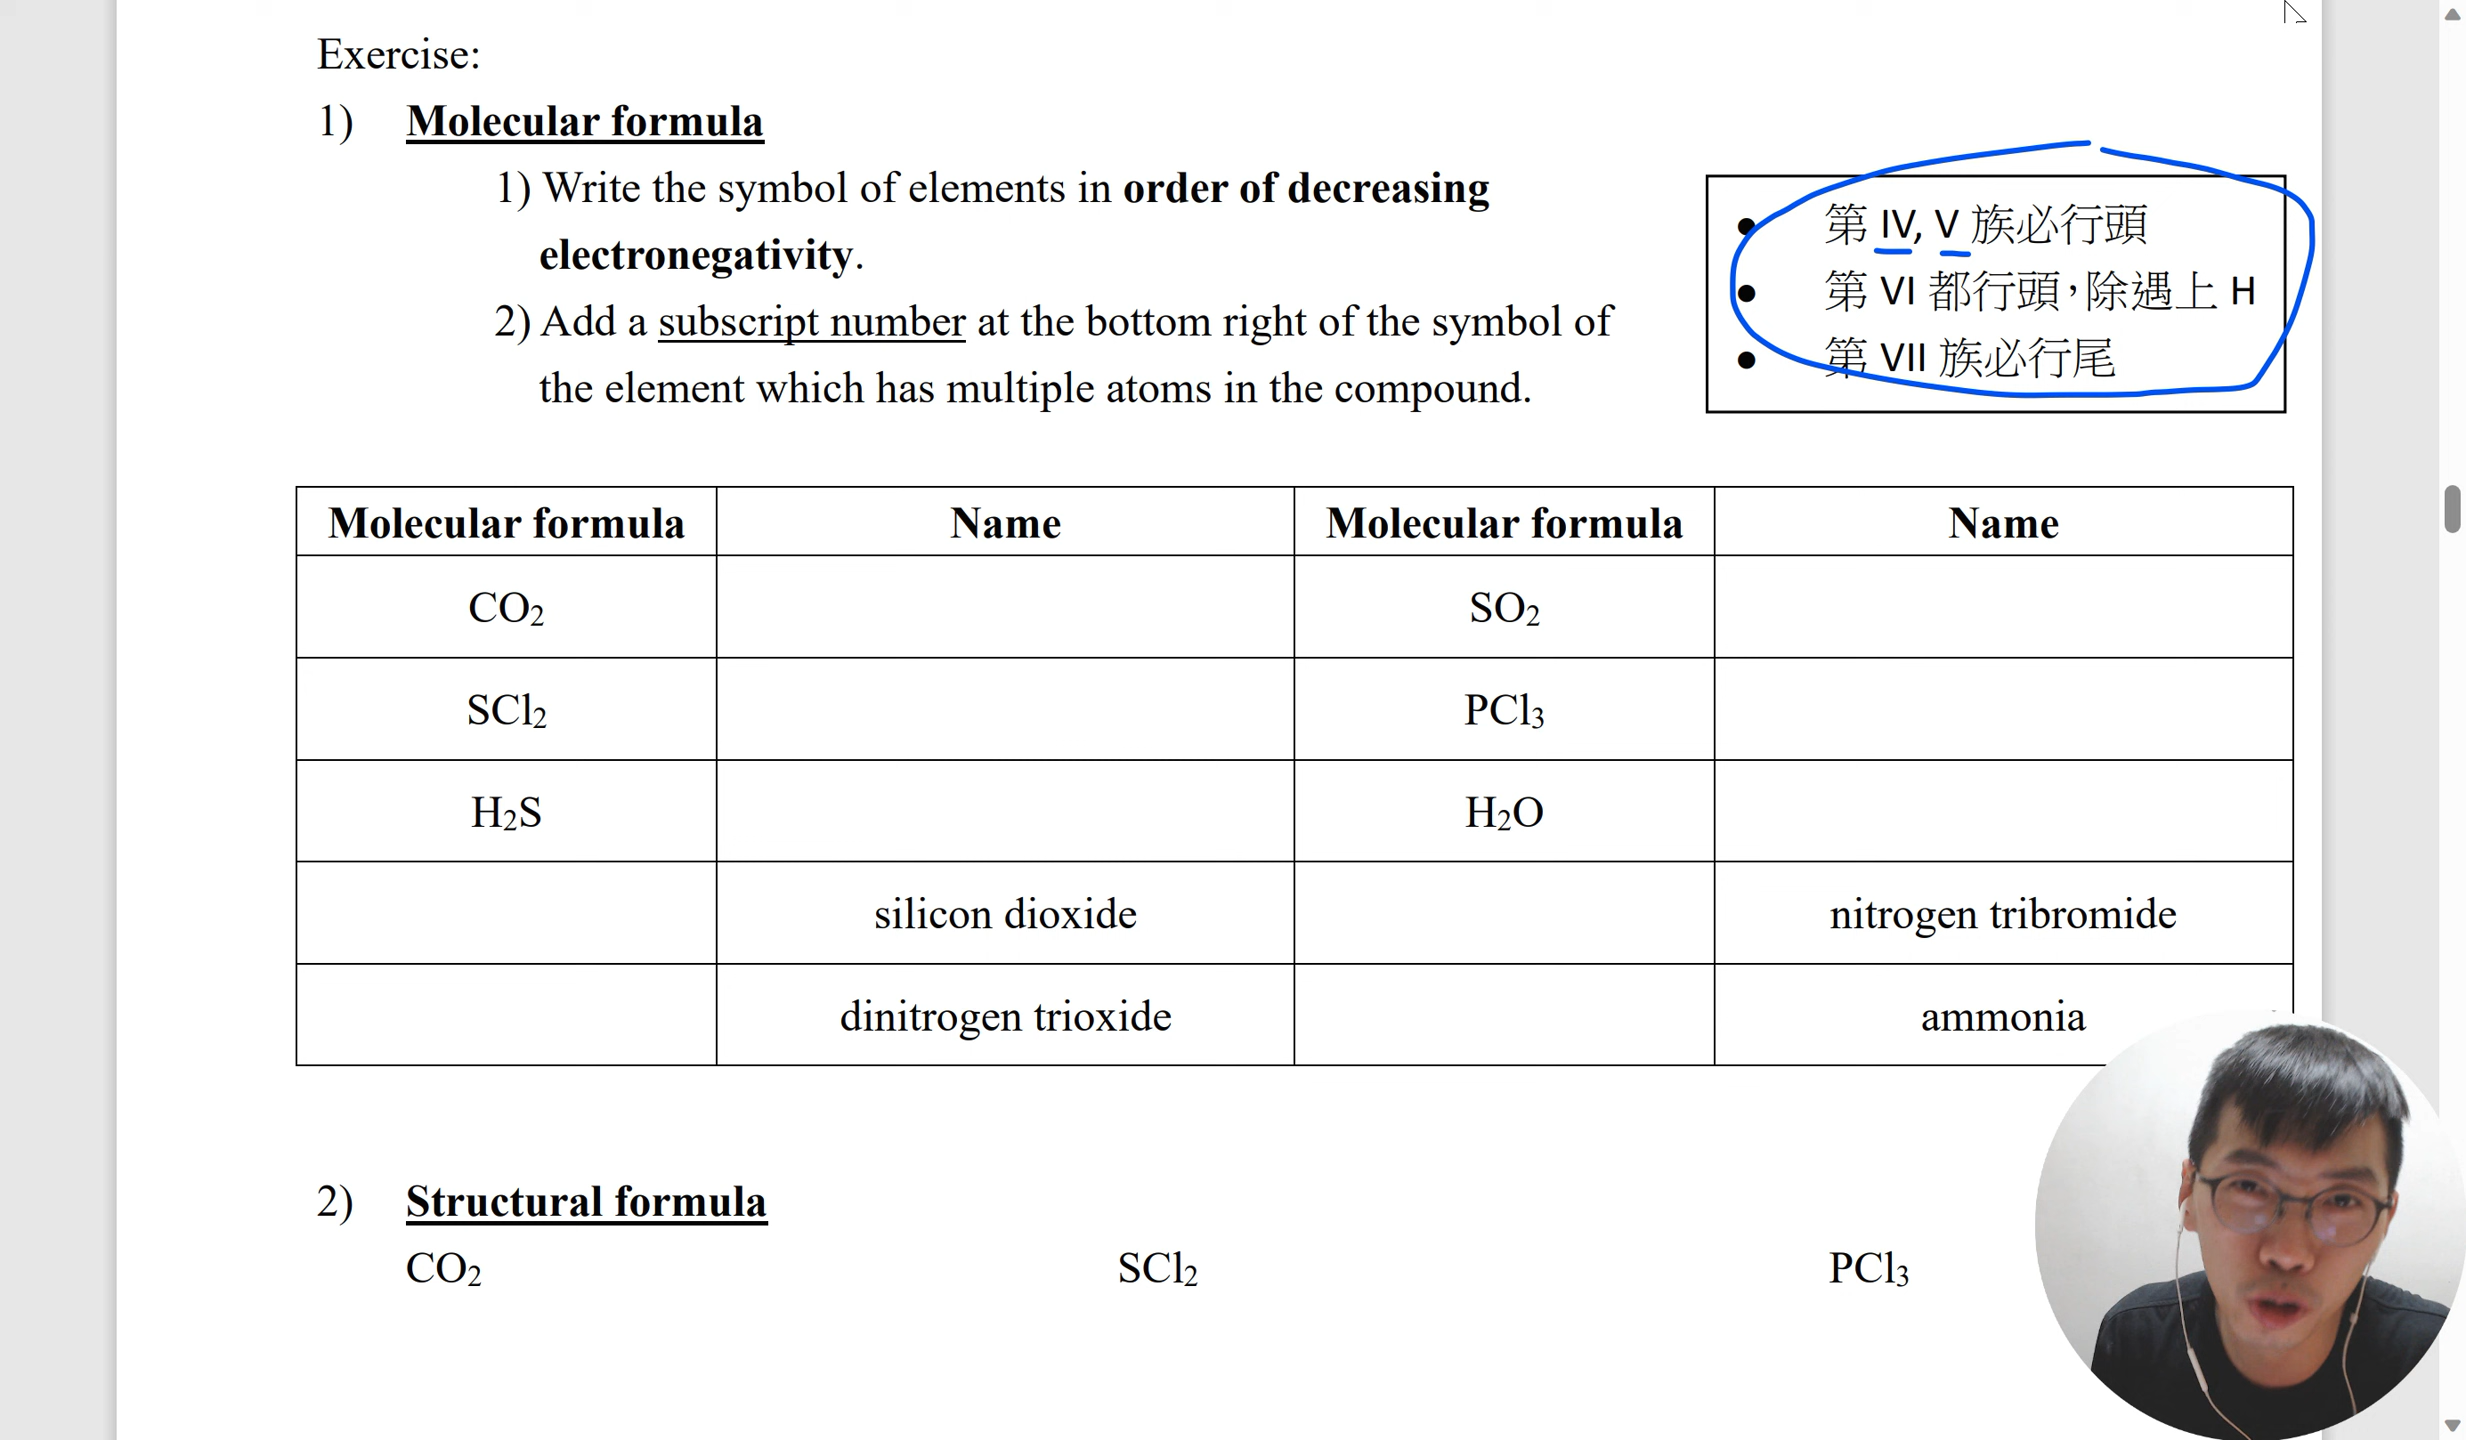 Exercise:
1) Molecular formula
1) Write the symbol of elements in order of decreasing
electronegativity.
2) Add a subscript number at the bottom right of the symbol of
the element which has multiple atoms in the compound.
● 第 IV, V 族必行頭
● 第 VI 都行頭，除遇上 H
● 第 VII 族必行尾
Molecular formula Name Molecular formula Name
CO₂ SO₂
SCl₂ PCl₃
H₂S H₂O
silicon dioxide nitrogen tribromide
dinitrogen trioxide ammonia
2) Structural formula
CO₂ SCl₂ PCl₃